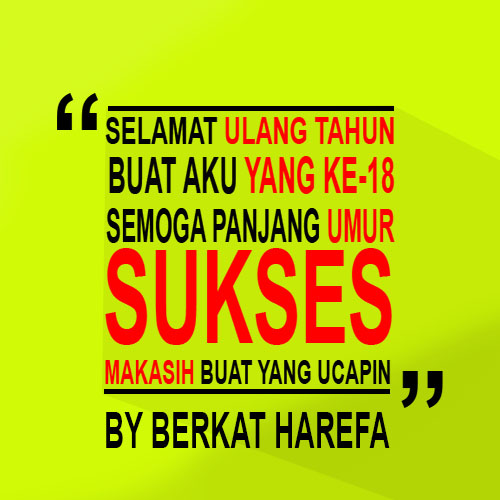 “
SELAMAT ULANG TAHUN
BUAT AKU YANG KE-18
SEMOGA PANJANG UMUR
SUKSES
MAKASIH BUAT YANG UCAPIN
”
BY BERKAT HAREFA